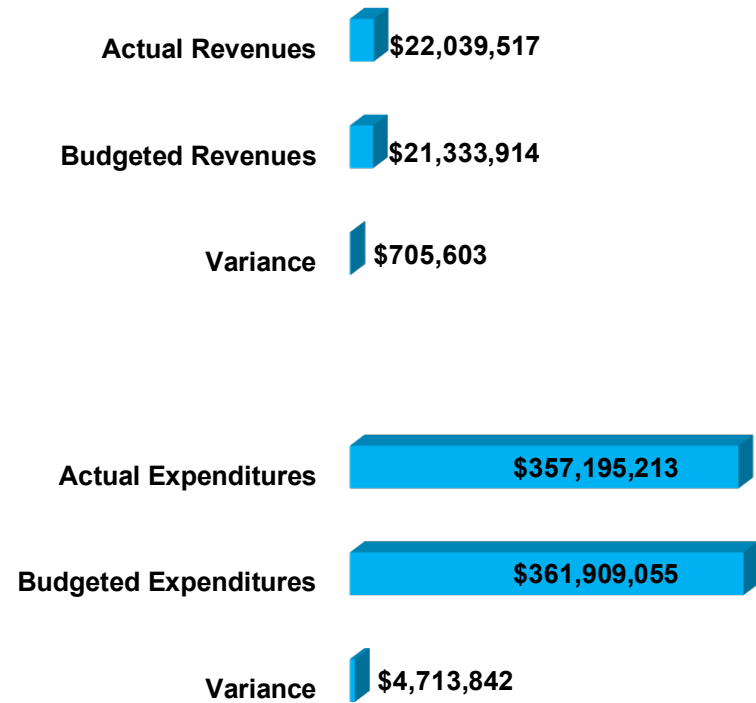 Actual Revenues $22,039,517
Budgeted Revenues $21,333,914
Variance $705,603
Actual Expenditures $357,195,213
Budgeted Expenditures $361,909,055
Variance $4,713,842